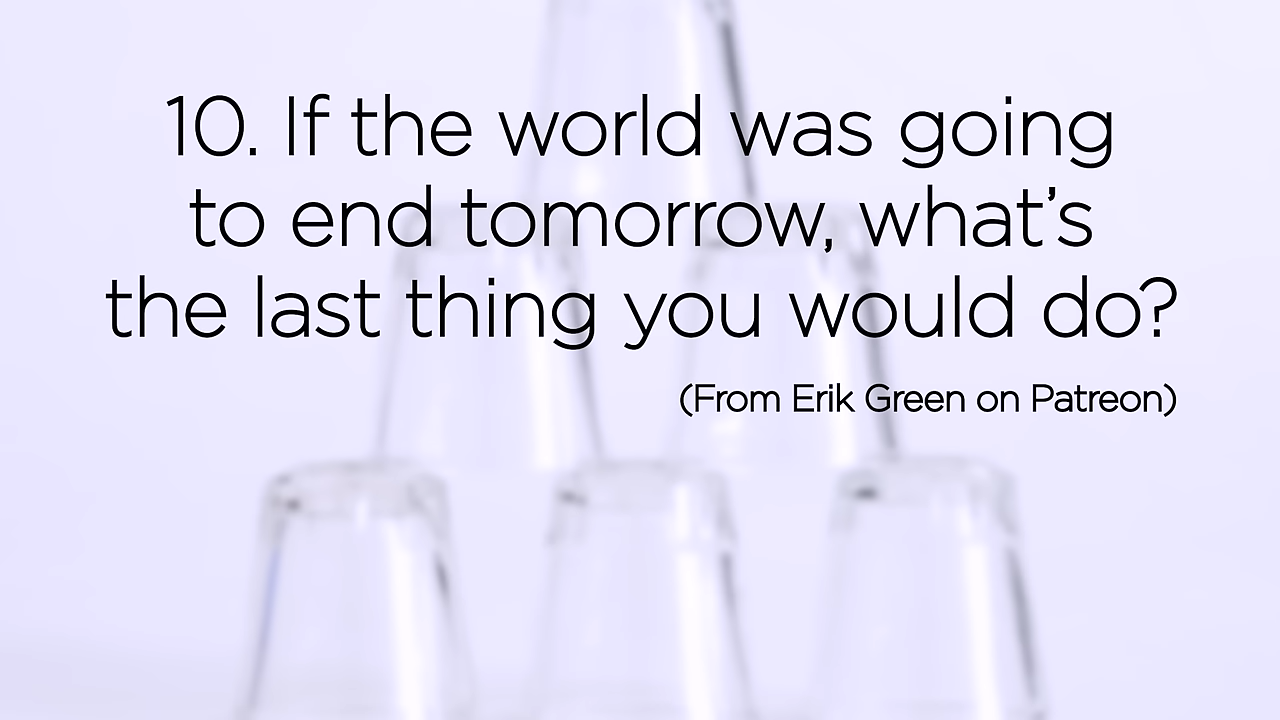 10. If the world was going
to end tomorrow, what’s
the last thing you would do?
(From Erik Green on Patreon)